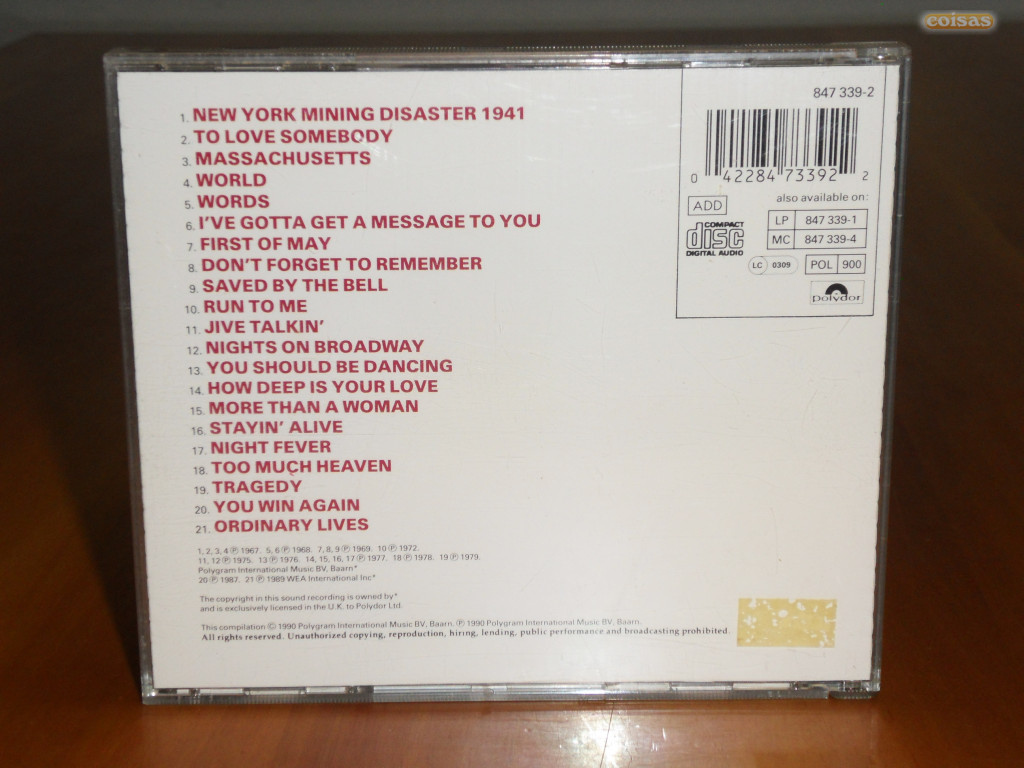 coisas
1. NEW YORK MINING DISASTER 1941
2. TO LOVE SOMEBODY
3. MASSACHUSETTS
4. WORLD
5. WORDS
6. I'VE GOTTA GET A MESSAGE TO YOU
7. FIRST OF MAY
8. DON'T FORGET TO REMEMBER
9. SAVED BY THE BELL
10. RUN TO ME
11. JIVE TALKIN'
12. NIGHTS ON BROADWAY
13. YOU SHOULD BE DANCING
14. HOW DEEP IS YOUR LOVE
15. MORE THAN A WOMAN
16. STAYIN' ALIVE
17. NIGHT FEVER
18. TOO MUCH HEAVEN
19. TRAGEDY
20. YOU WIN AGAIN
21. ORDINARY LIVES
1, 2, 3, 4 ℗ 1967. 5, 6 ℗ 1968. 7, 8, 9 ℗ 1969. 10 ℗ 1972.
11, 12 ℗ 1975. 13 ℗ 1976. 14, 15, 16, 17 ℗ 1977. 18 ℗ 1978. 19 ℗ 1979.
Polygram International Music BV, Baarn*
20 ℗ 1987. 21 ℗ 1989 WEA International Inc*
The copyright in this sound recording is owned by*
and is exclusively licensed in the U.K. to Polydor Ltd.
This compilation © 1990 Polygram International Music BV, Baarn. ℗ 1990 Polygram International Music BV, Baarn.
All rights reserved. Unauthorized copying, reproduction, hiring, lending, public performance and broadcasting prohibited.
847 339-2
0 42284 73392 2
also available on:
ADD
LP 847 339-1
MC 847 339-4
COMPACT
disc
DIGITAL AUDIO
LC 0309
POL 900
polydor